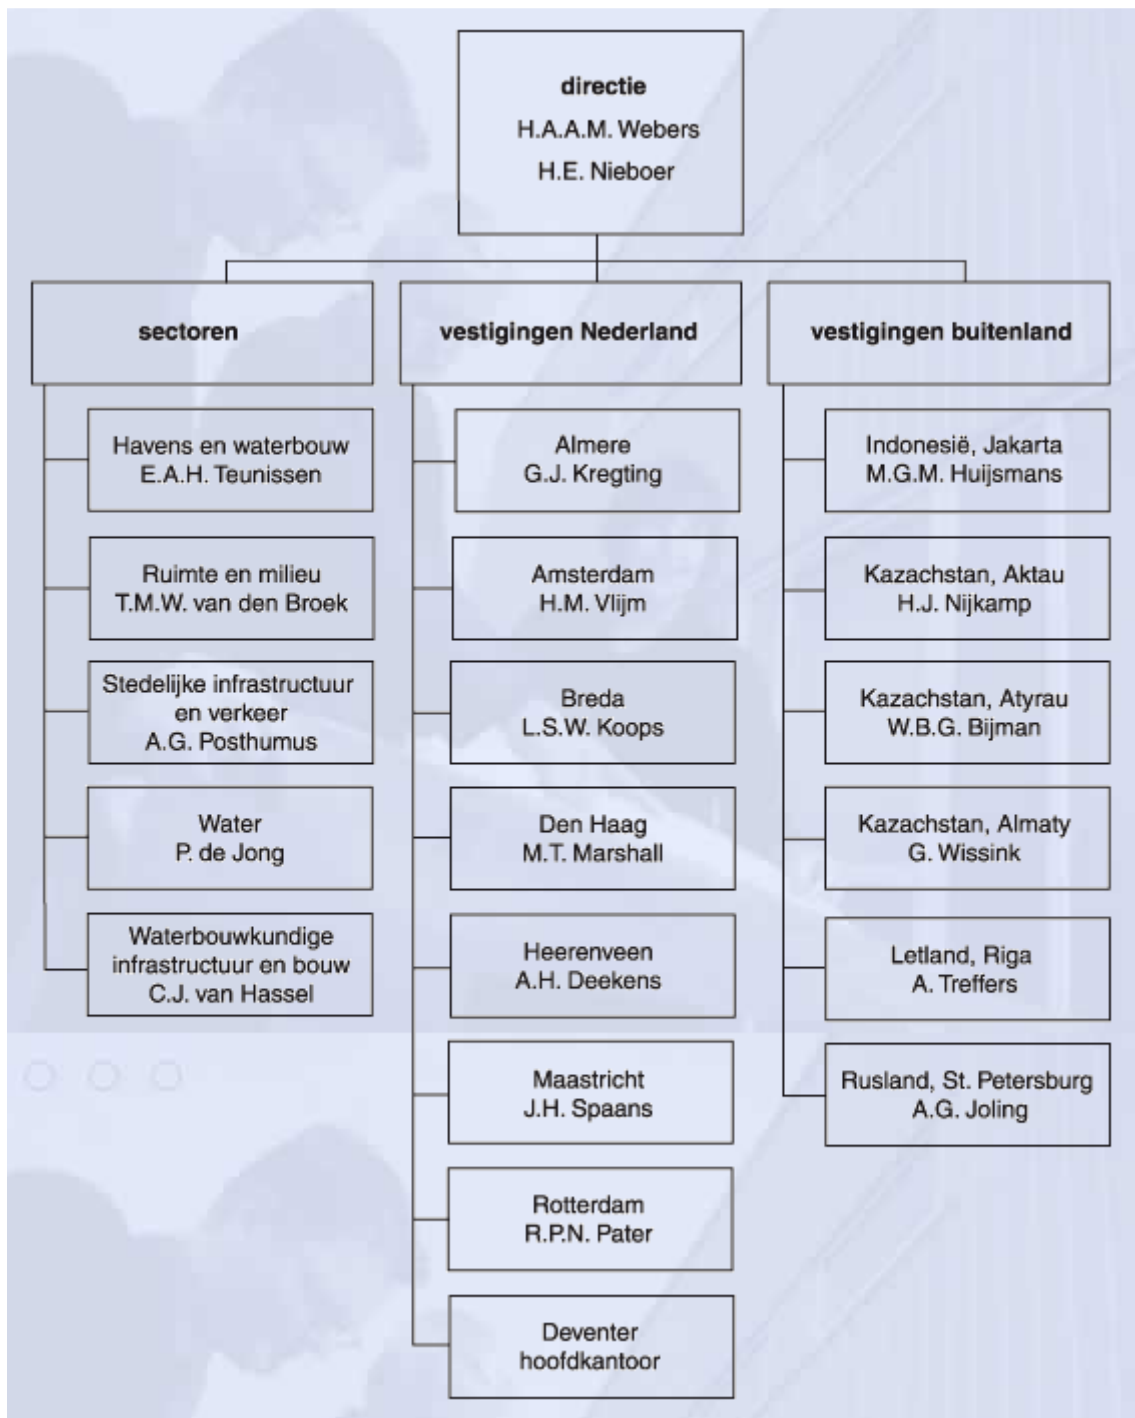 directie
H.A.A.M. Webers
H.E. Nieboer
sectoren
Havens en waterbouw
E.A.H. Teunissen
Ruimte en milieu
T.M.W. van den Broek
Stedelijke infrastructuur
en verkeer
A.G. Posthumus
Water
P. de Jong
Waterbouwkundige
infrastructuur en bouw
C.J. van Hassel
vestigingen Nederland
Almere
G.J. Kregting
Amsterdam
H.M. Vlijm
Breda
L.S.W. Koops
Den Haag
M.T. Marshall
Heerenveen
A.H. Deekens
Maastricht
J.H. Spaans
Rotterdam
R.P.N. Pater
Deventer
hoofdkantoor
vestigingen buitenland
Indonesië, Jakarta
M.G.M. Huijsmans
Kazachstan, Aktau
H.J. Nijkamp
Kazachstan, Atyrau
W.B.G. Bijman
Kazachstan, Almaty
G. Wissink
Letland, Riga
A. Treffers
Rusland, St. Petersburg
A.G. Joling